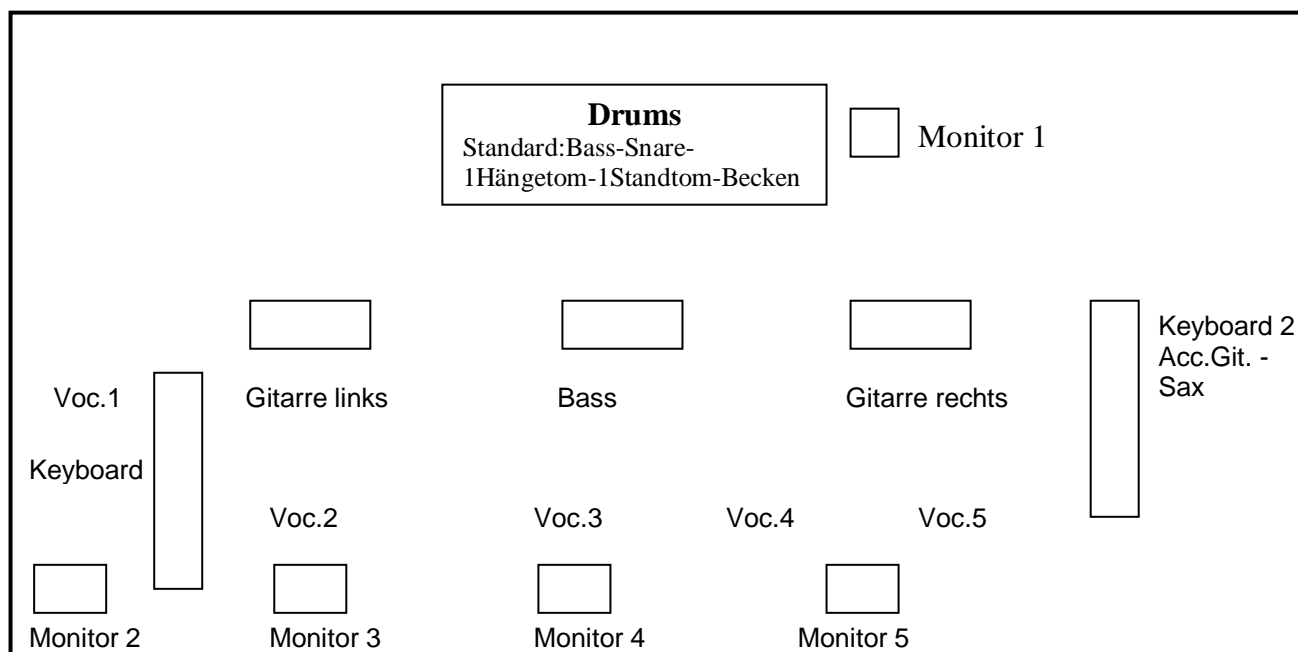 Drums
Standard:Bass-Snare-
1Hängetom-1Standtom-Becken
Monitor 1
Keyboard 2
Acc.Git. -
Sax
Voc.1
Gitarre links
Bass
Gitarre rechts
Keyboard
Voc.2
Voc.3
Voc.4
Voc.5
Monitor 2
Monitor 3
Monitor 4
Monitor 5